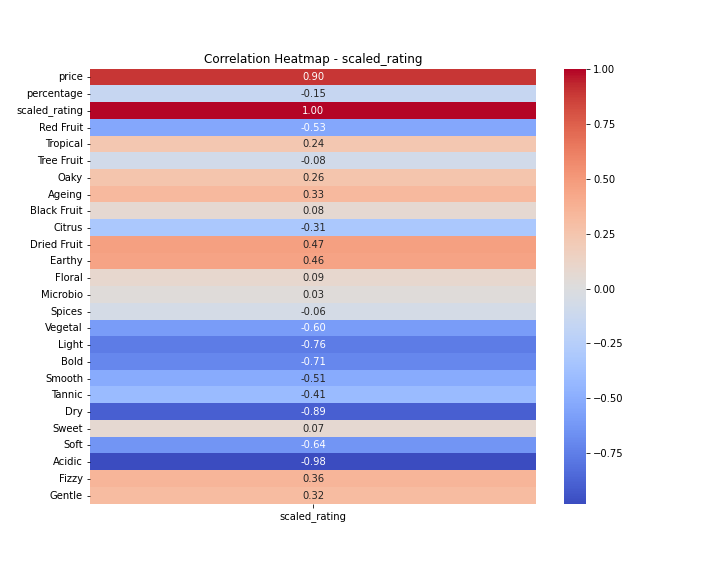 Correlation Heatmap - scaled_rating
price 0.90
percentage -0.15
scaled_rating 1.00
Red Fruit -0.53
Tropical 0.24
Tree Fruit -0.08
Oaky 0.26
Ageing 0.33
Black Fruit 0.08
Citrus -0.31
Dried Fruit 0.47
Earthy 0.46
Floral 0.09
Microbio 0.03
Spices -0.06
Vegetal -0.60
Light -0.76
Bold -0.71
Smooth -0.51
Tannic -0.41
Dry -0.89
Sweet 0.07
Soft -0.64
Acidic -0.98
Fizzy 0.36
Gentle 0.32
scaled_rating
1.00
0.75
0.50
0.25
0.00
−0.25
−0.50
−0.75